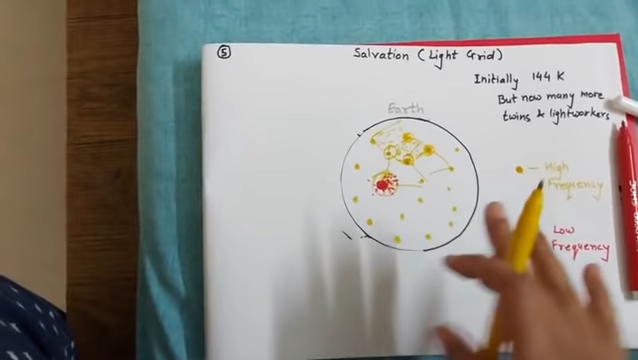 ⑤ Salvation (Light Grid)
Initially 144 K
But now many more
twins & lightworkers
Earth
High
Frequency
Low
Frequency